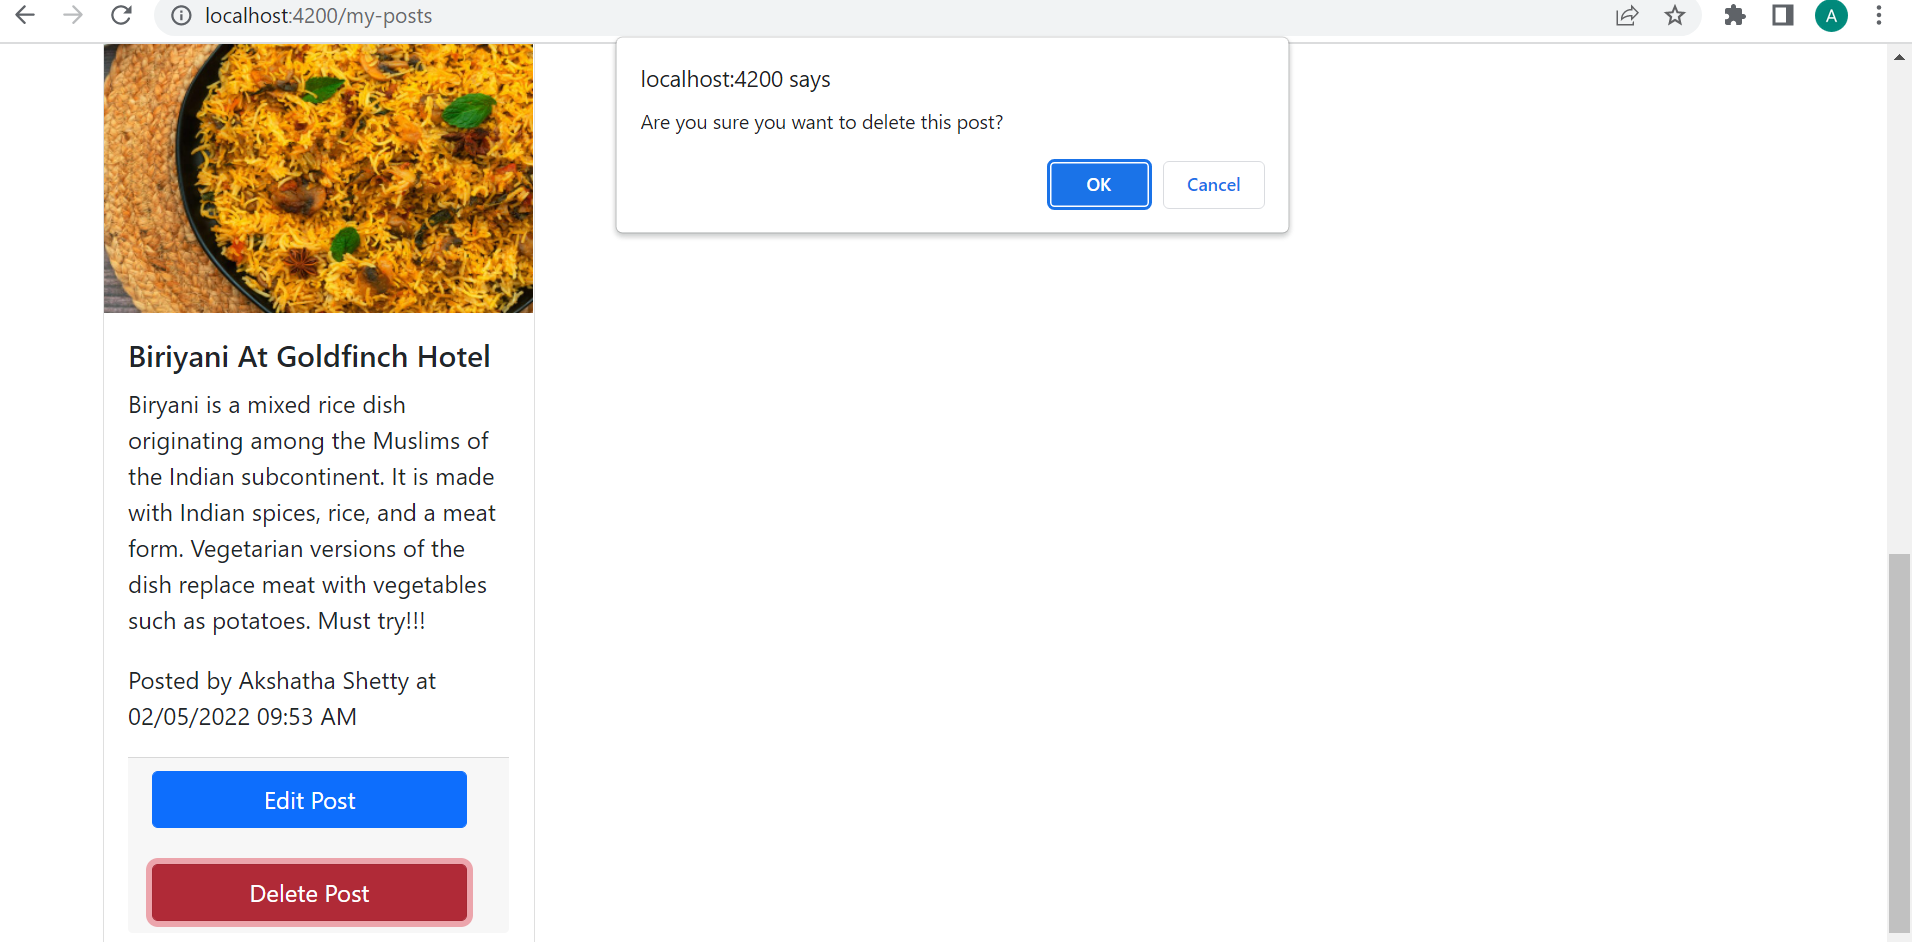 localhost:4200/my-posts
A
localhost:4200 says
Are you sure you want to delete this post?
OK
Cancel
Biriyani At Goldfinch Hotel
Biryani is a mixed rice dish
originating among the Muslims of
the Indian subcontinent. It is made
with Indian spices, rice, and a meat
form. Vegetarian versions of the
dish replace meat with vegetables
such as potatoes. Must try!!!
Posted by Akshatha Shetty at
02/05/2022 09:53 AM
Edit Post
Delete Post